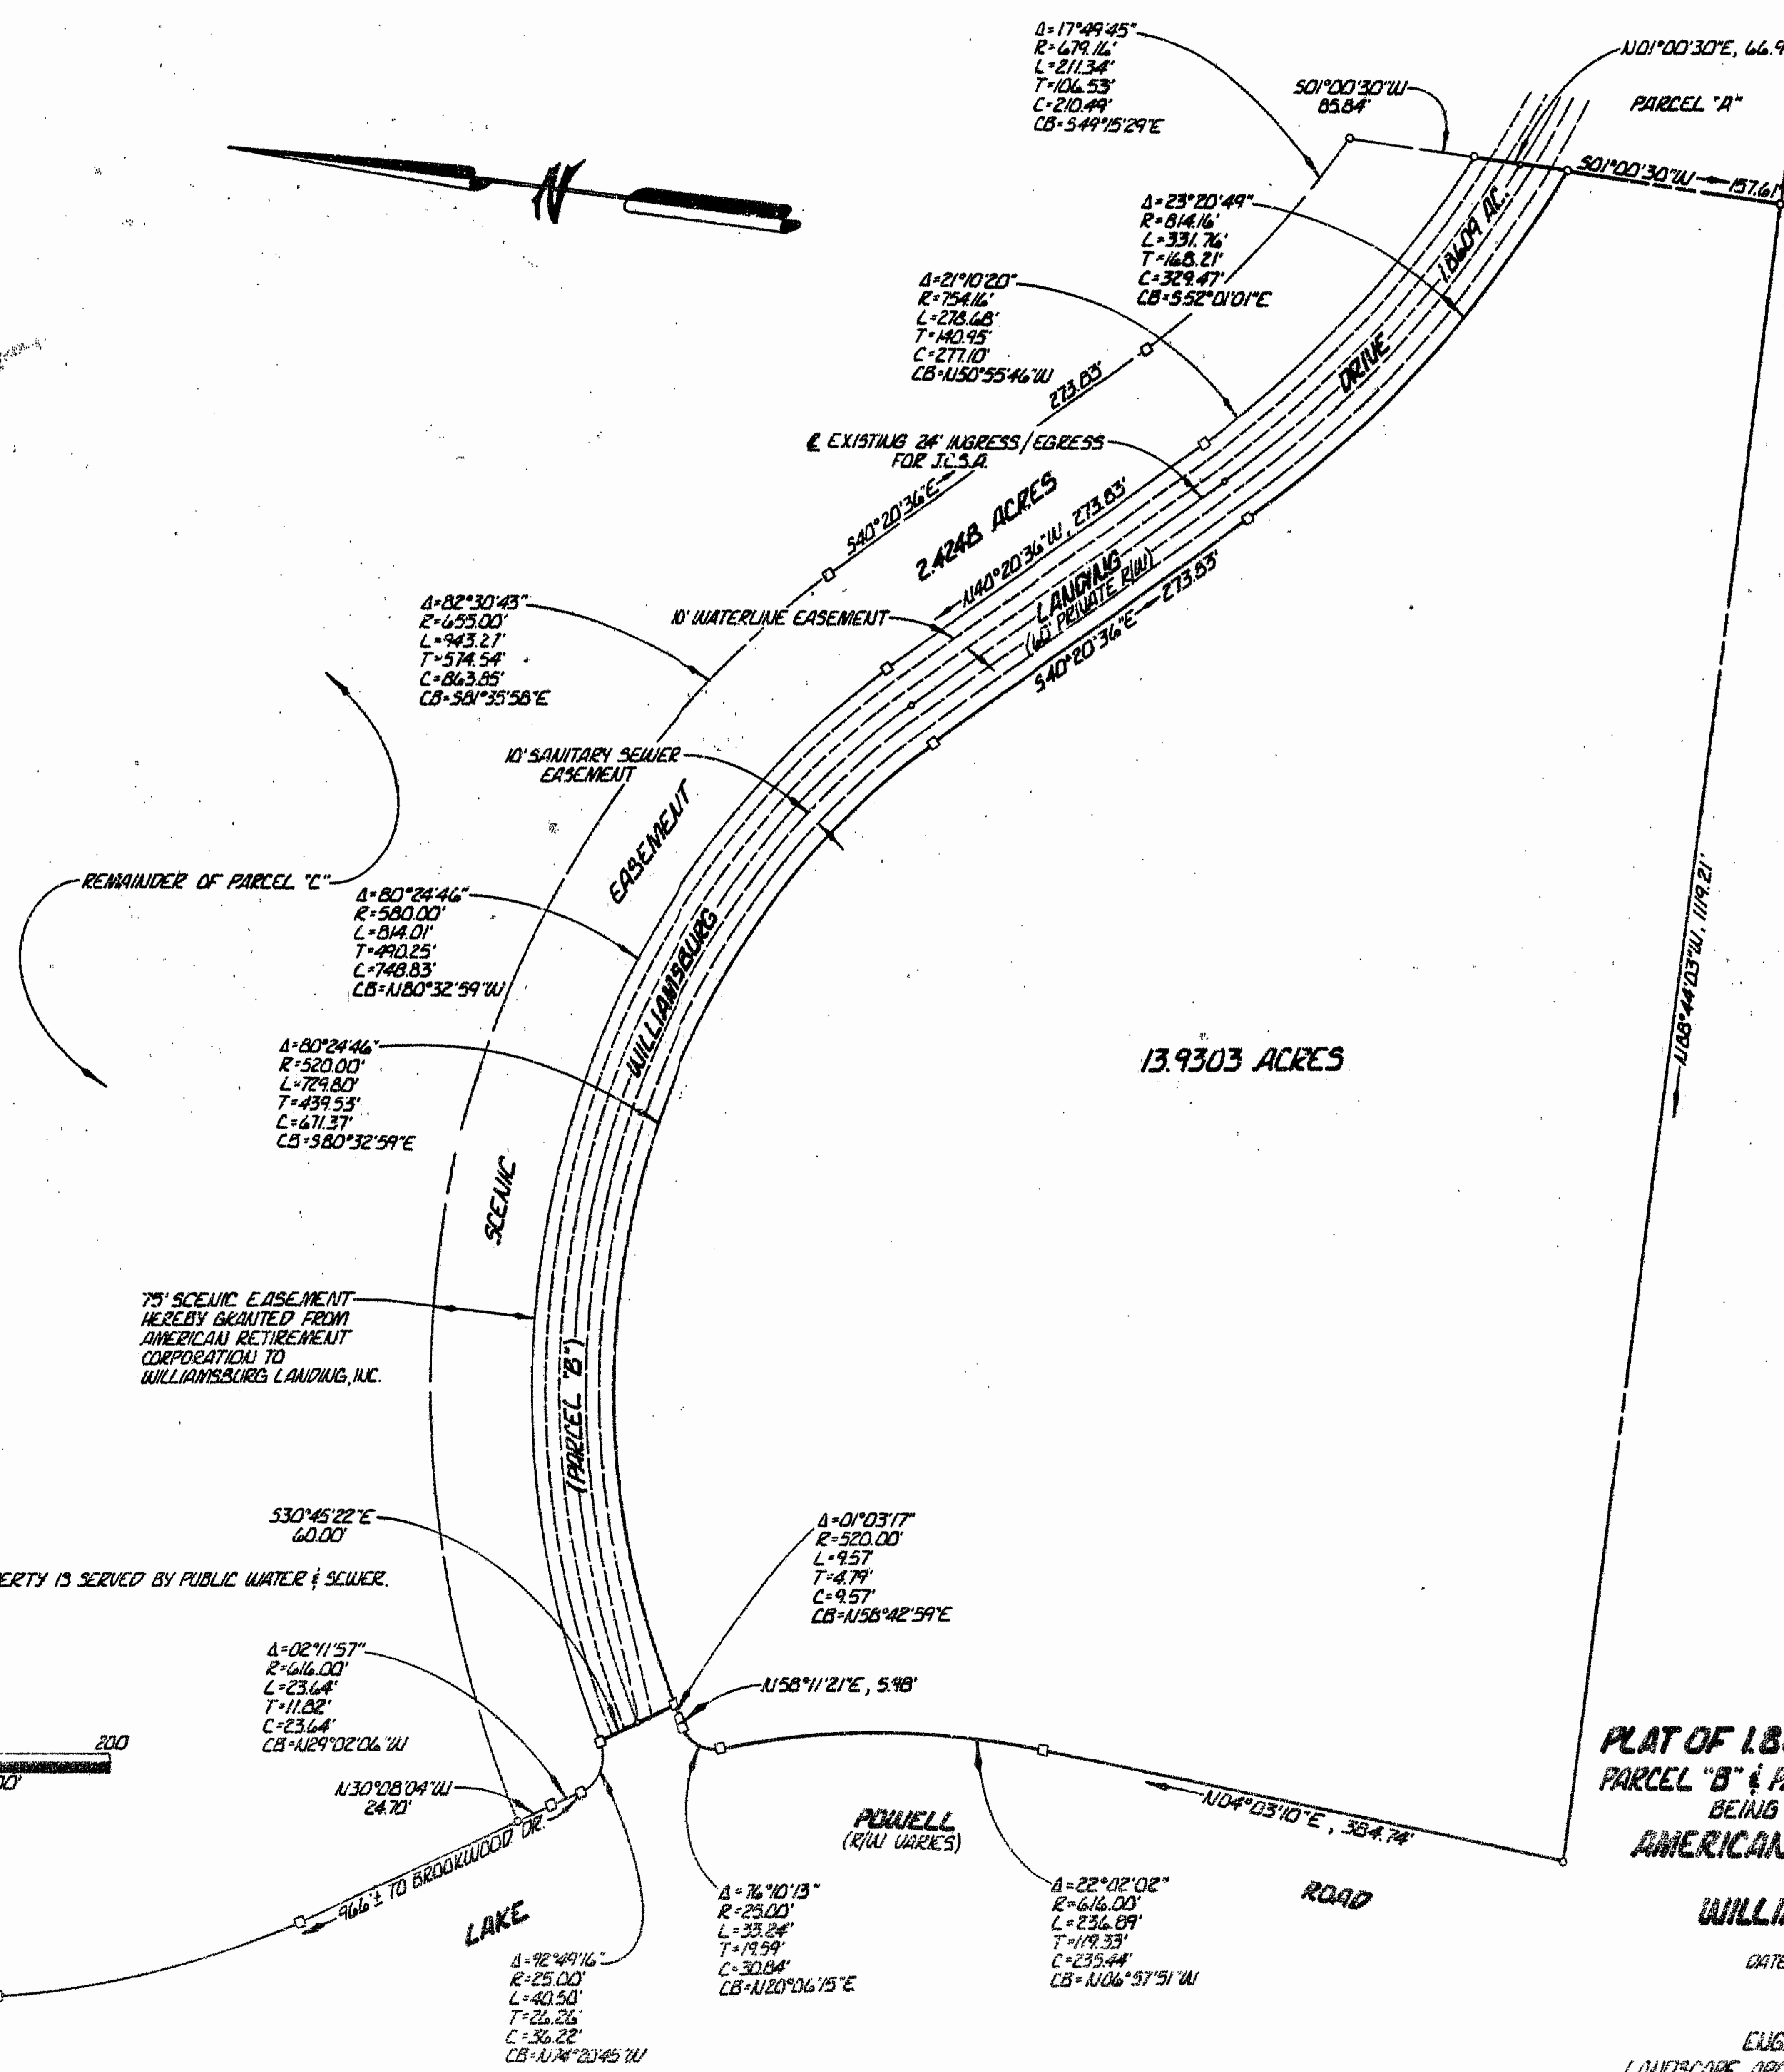 Δ=17°49'45"
R=679.16'
L=211.34'
T=106.53'
C=210.49'
CB=S49°15'29"E
S01°00'30"W
85.84'
N01°00'30"E, 66.9
PARCEL "A"
S01°00'30"W
157.61'
N
Δ=23°20'49"
R=814.16'
L=331.76'
T=168.21'
C=329.47'
CB=S52°01'01"E
1.8609 AC.
DRIVE
Δ=21°10'20"
R=754.16'
L=278.68'
T=140.95'
C=277.10'
CB=N50°55'46"W
273.83'
S40°20'36"E
℄ EXISTING 24' INGRESS/EGRESS
FOR J.C.S.A.
2.4248 ACRES
N40°20'36"W, 273.83'
LANDING
(60' PRIVATE R/W)
S40°20'36"E
273.83'
10' WATERLINE EASEMENT
Δ=82°30'43"
R=655.00'
L=943.27'
T=574.54'
C=863.85'
CB=S81°35'58"E
10' SANITARY SEWER
EASEMENT
EASEMENT
REMAINDER OF PARCEL "C"
Δ=80°24'46"
R=580.00'
L=814.01'
T=490.25'
C=748.83'
CB=N80°32'59"W
WILLIAMSBURG
N88°44'03"W, 1119.21'
13.9303 ACRES
Δ=80°24'46"
R=520.00'
L=729.80'
T=439.53'
C=671.37'
CB=S80°32'59"E
SCENIC
75' SCENIC EASEMENT
HEREBY GRANTED FROM
AMERICAN RETIREMENT
CORPORATION TO
WILLIAMSBURG LANDING, INC.
(PARCEL "B")
S30°45'22"E
60.00'
Δ=01°03'17"
R=520.00'
L=9.57'
T=4.79'
C=9.57'
CB=N58°42'59"E
ERTY IS SERVED BY PUBLIC WATER & SEWER.
Δ=02°11'57"
R=616.00'
L=23.64'
T=11.82'
C=23.64'
CB=N29°02'06"W
N58°11'21"E, 5.98'
200
00'
N30°08'04"W
24.70'
966'± TO BROOKWOOD DR.
LAKE
POWELL
(R/W VARIES)
N04°03'10"E, 384.74'
ROAD
Δ=92°49'16"
R=25.00'
L=40.50'
T=26.26'
C=36.22'
CB=N74°20'45"W
Δ=76°10'13"
R=25.00'
L=33.24'
T=19.59'
C=30.84'
CB=N20°06'15"E
Δ=22°02'02"
R=616.00'
L=236.89'
T=119.33'
C=235.44'
CB=N06°57'51"W
PLAT OF 1.8
PARCEL "B" & P
BEING
AMERICAN
WILLI
DATE
ENG
LANDSCAPE ARC